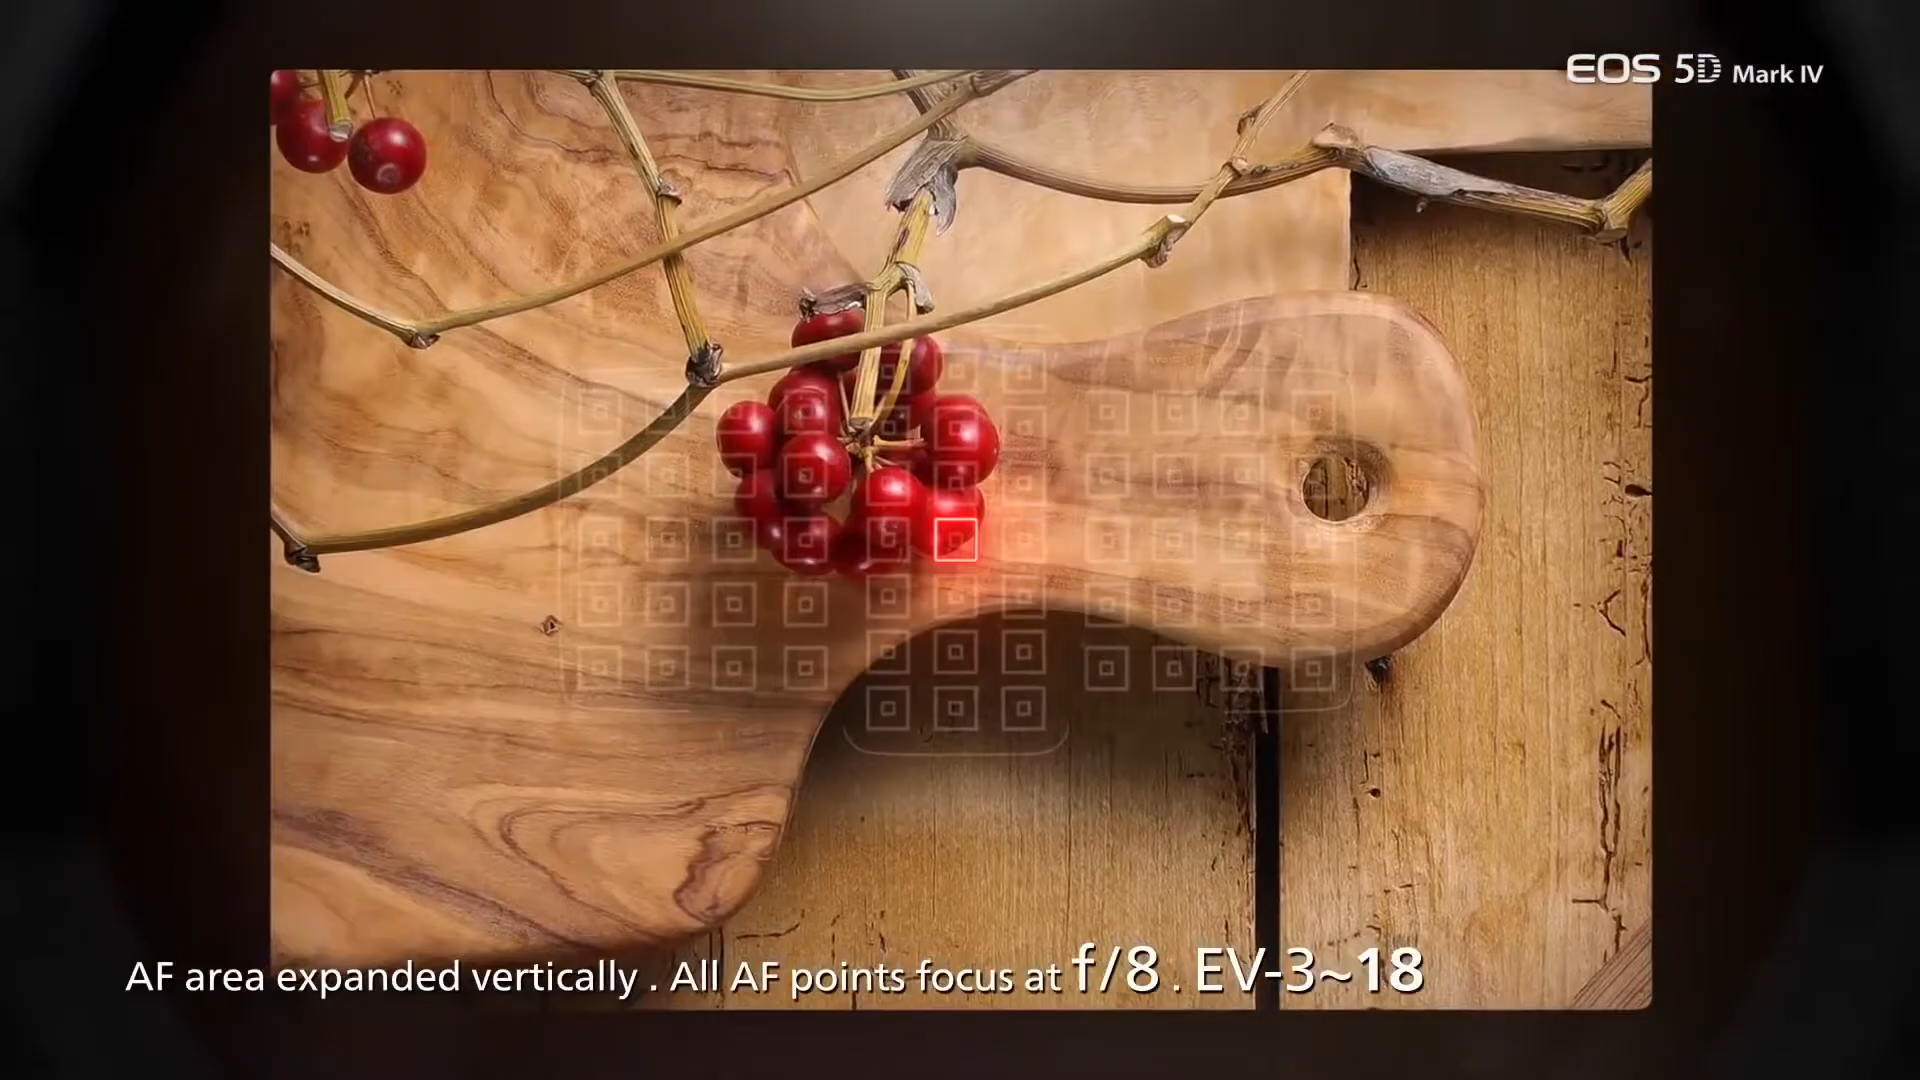 EOS 5D Mark IV
AF area expanded vertically . All AF points focus at f/8 . EV-3~18